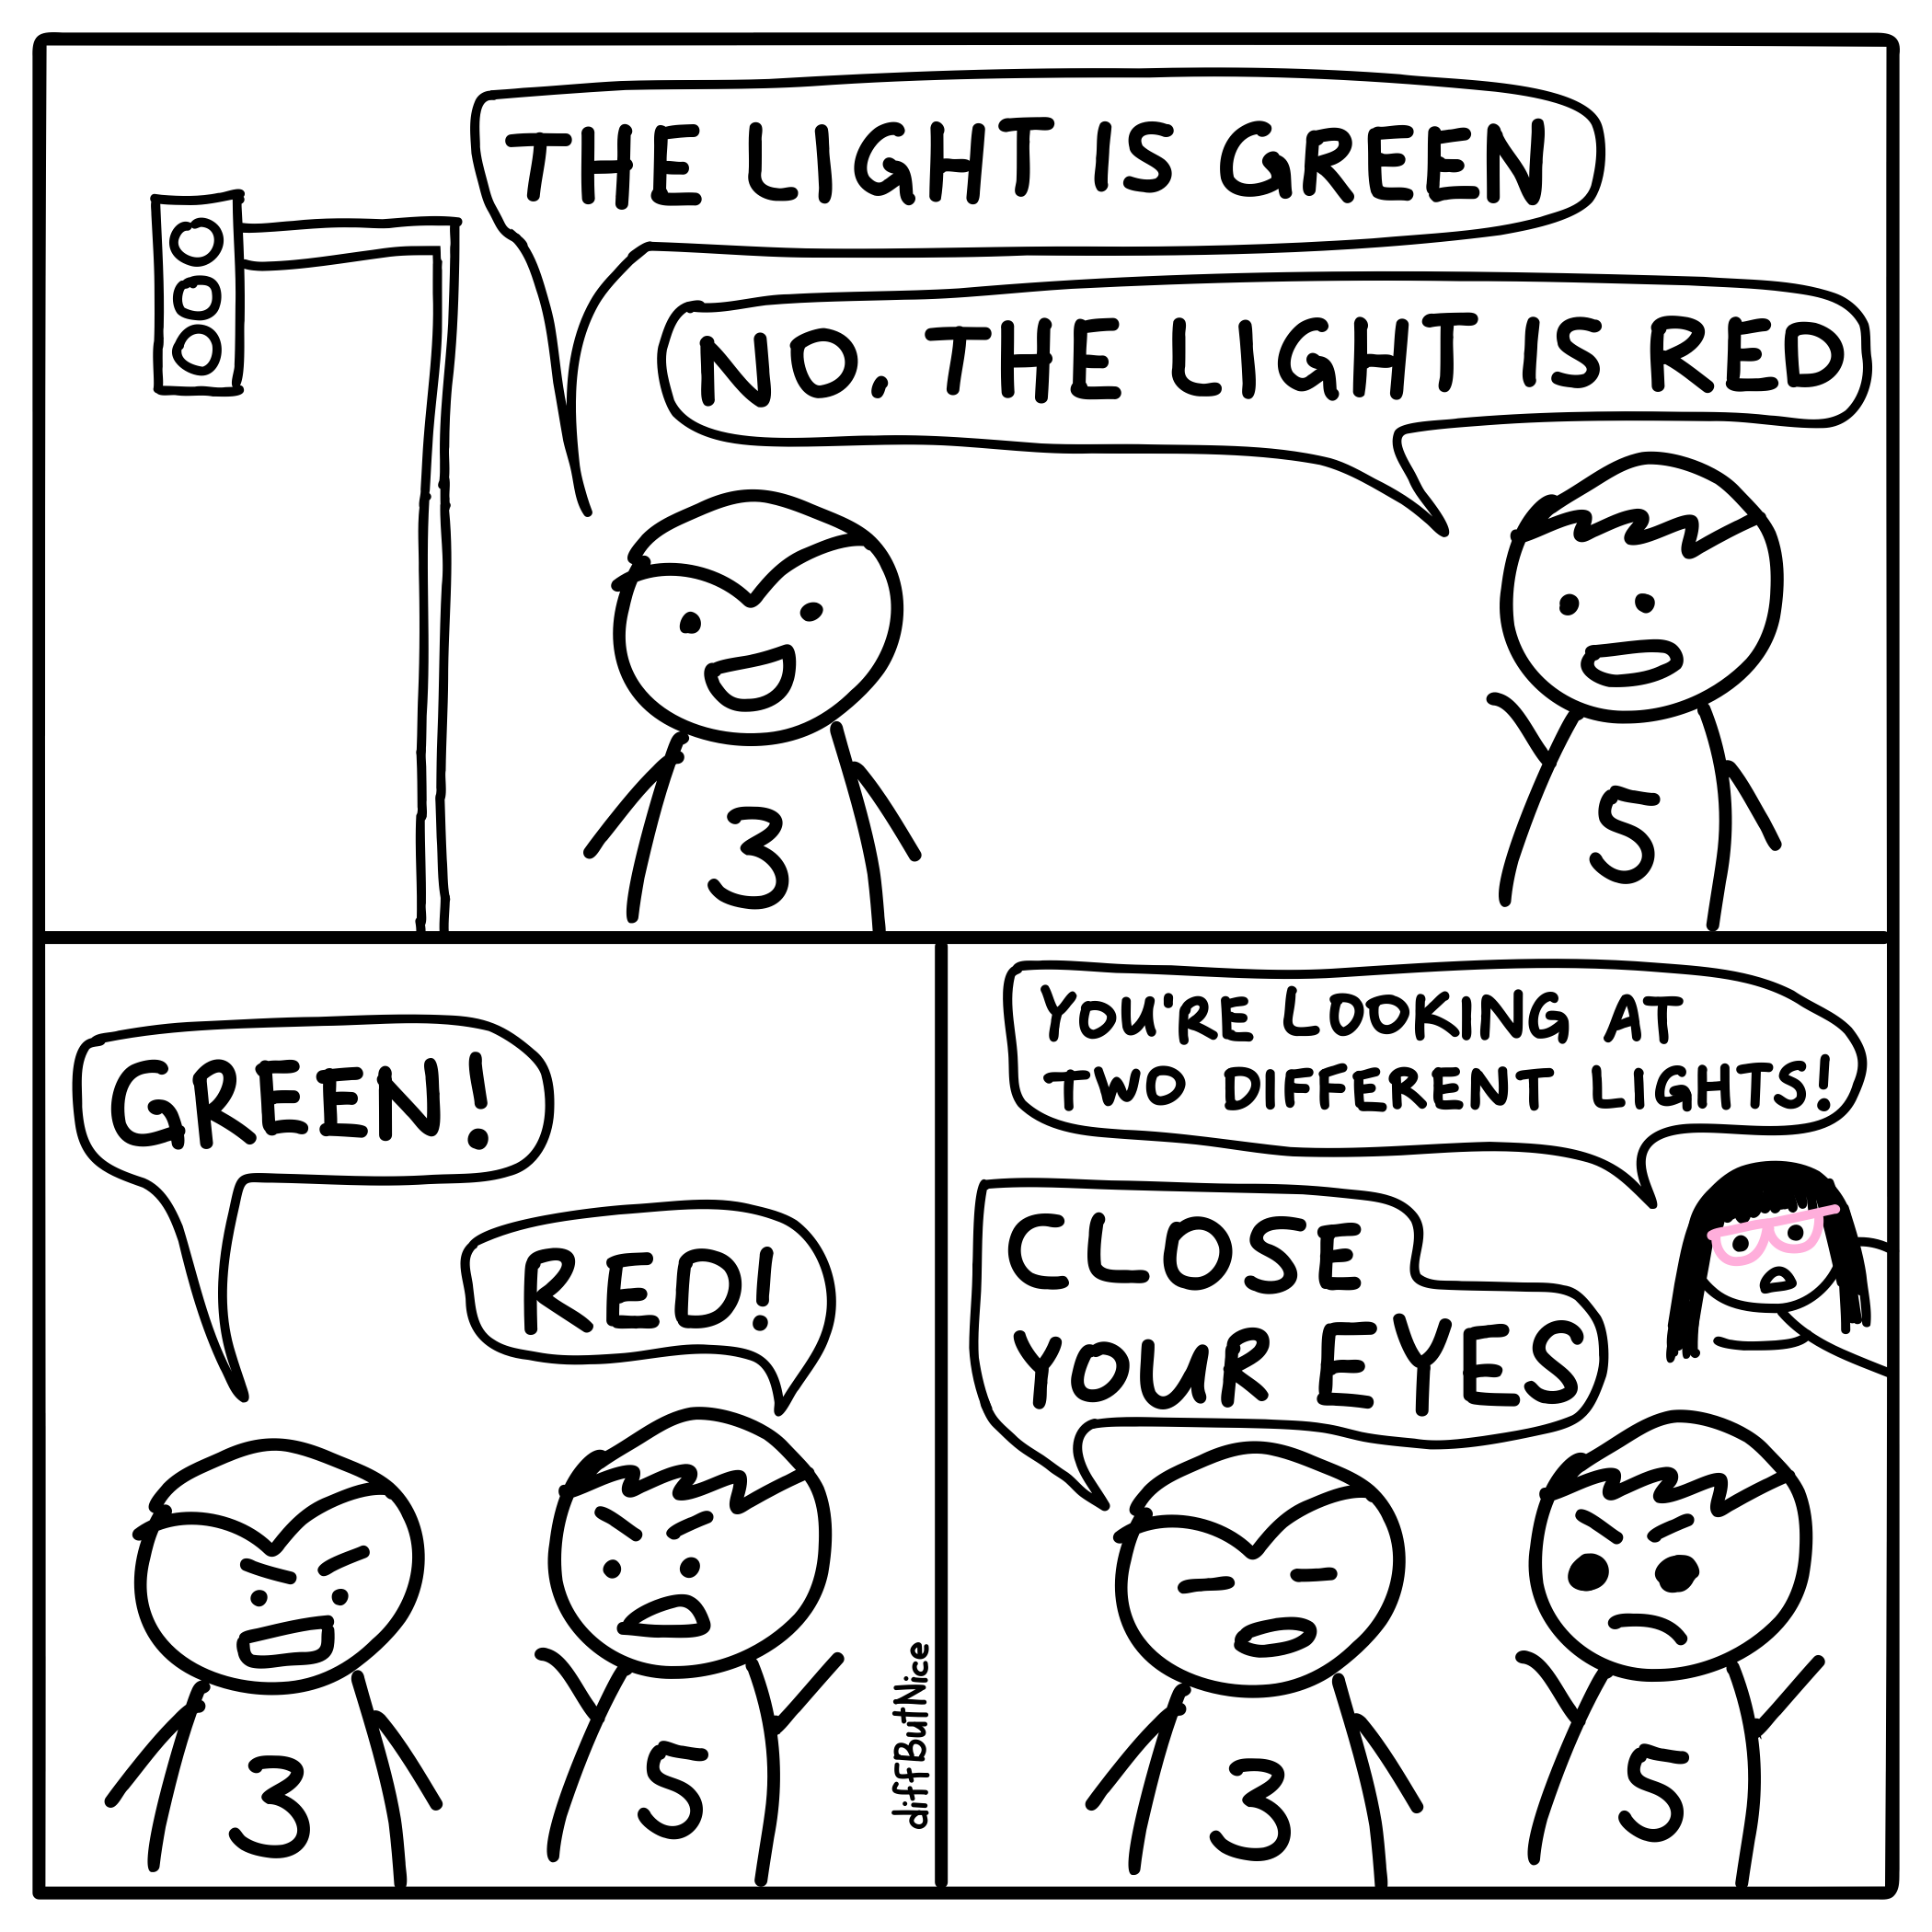 THE LIGHT IS GREEN
NO, THE LIGHT IS RED
3
5
GREEN!
RED!
3
5
diffPautNice
YOU'RE LOOKING AT
TWO DIFFERENT LIGHTS!
CLOSE
YOUR EYES
3
5